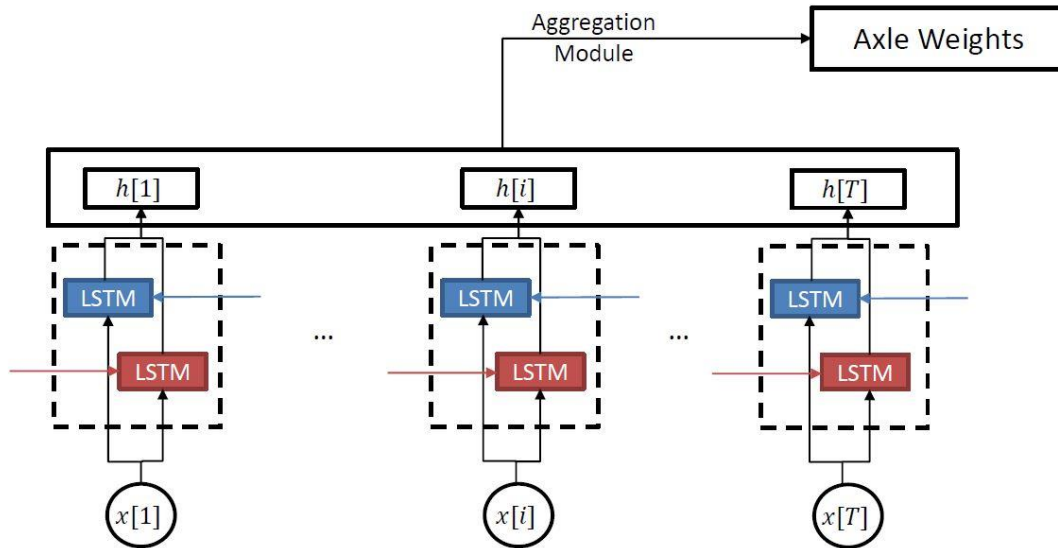 Aggregation
Module
Axle Weights
h[1]
h[i]
h[T]
LSTM
LSTM
LSTM
...
...
LSTM
LSTM
LSTM
x[1]
x[i]
x[T]